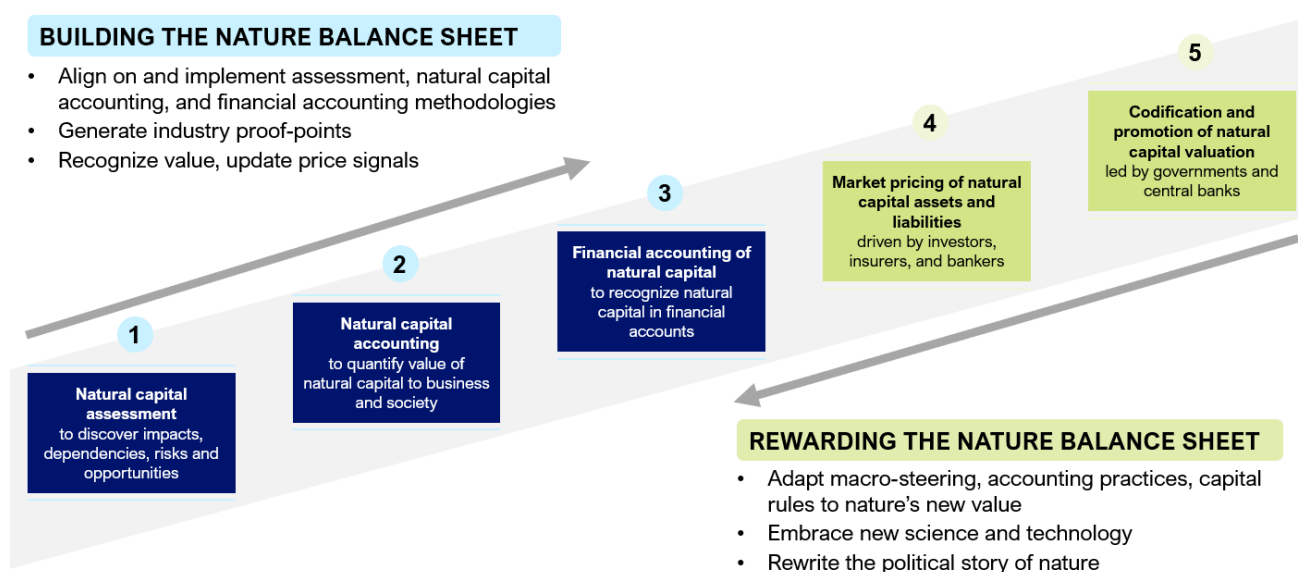 BUILDING THE NATURE BALANCE SHEET
• Align on and implement assessment, natural capital
accounting, and financial accounting methodologies
• Generate industry proof-points
• Recognize value, update price signals
1
Natural capital
assessment
to discover impacts,
dependencies, risks and
opportunities
2
Natural capital
accounting
to quantify value of
natural capital to business
and society
3
Financial accounting of
natural capital
to recognize natural
capital in financial
accounts
4
Market pricing of natural
capital assets and
liabilities
driven by investors,
insurers, and bankers
5
Codification and
promotion of natural
capital valuation
led by governments and
central banks
REWARDING THE NATURE BALANCE SHEET
• Adapt macro-steering, accounting practices, capital
rules to nature's new value
• Embrace new science and technology
• Rewrite the political story of nature